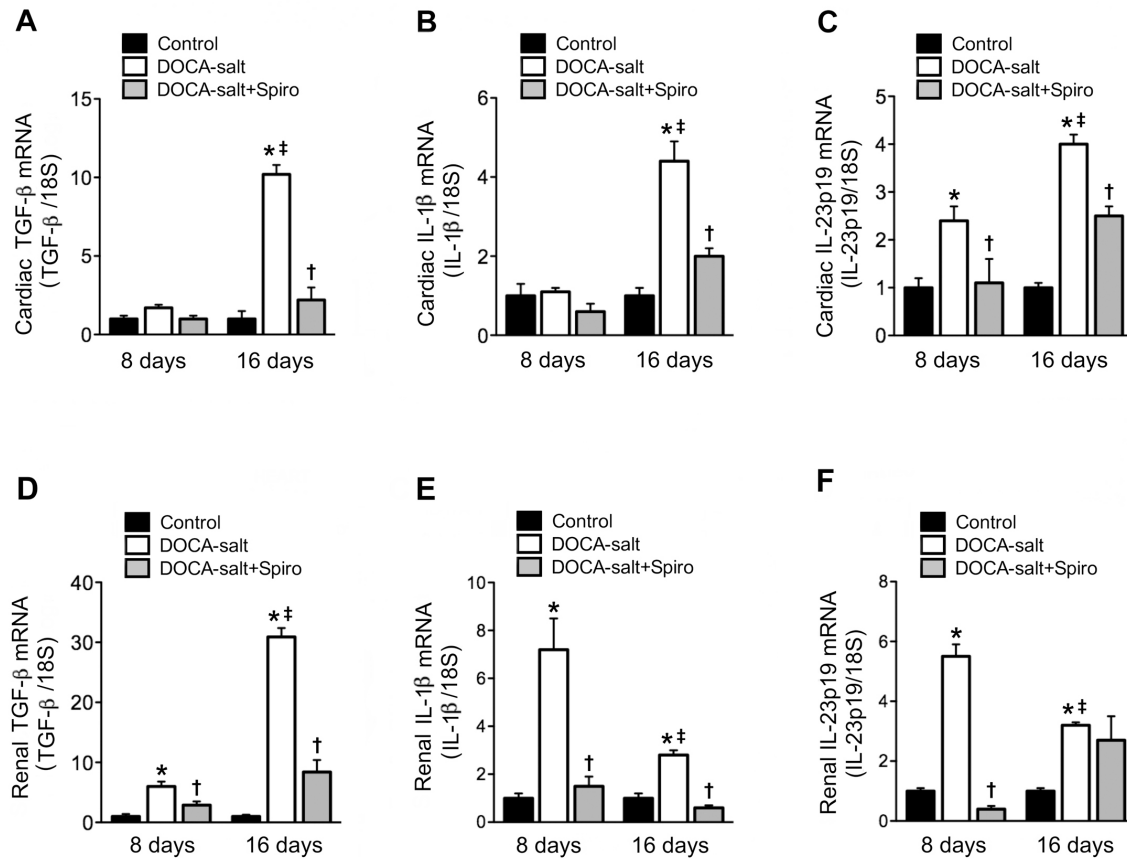 A
Control
DOCA-salt
DOCA-salt+Spiro
Cardiac TGF-β mRNA
(TGF-β /18S)
15
10
5
0
*‡
†
8 days
16 days
B
Control
DOCA-salt
DOCA-salt+Spiro
Cardiac IL-1β mRNA
(IL-1β /18S)
6
4
2
0
*‡
†
8 days
16 days
C
Control
DOCA-salt
DOCA-salt+Spiro
Cardiac IL-23p19 mRNA
(IL-23p19/18S)
5
4
3
2
1
0
*
†
*‡
†
8 days
16 days
D
Control
DOCA-salt
DOCA-salt+Spiro
Renal TGF-β mRNA
(TGF-β /18S)
40
30
20
10
0
*
†
*‡
†
8 days
16 days
E
Control
DOCA-salt
DOCA-salt+Spiro
Renal IL-1β mRNA
(IL-1β /18S)
10
8
6
4
2
0
*
†
*‡
†
8 days
16 days
F
Control
DOCA-salt
DOCA-salt+Spiro
Renal IL-23p19 mRNA
(IL-23p19/18S)
8
6
4
2
0
*
†
*‡
8 days
16 days